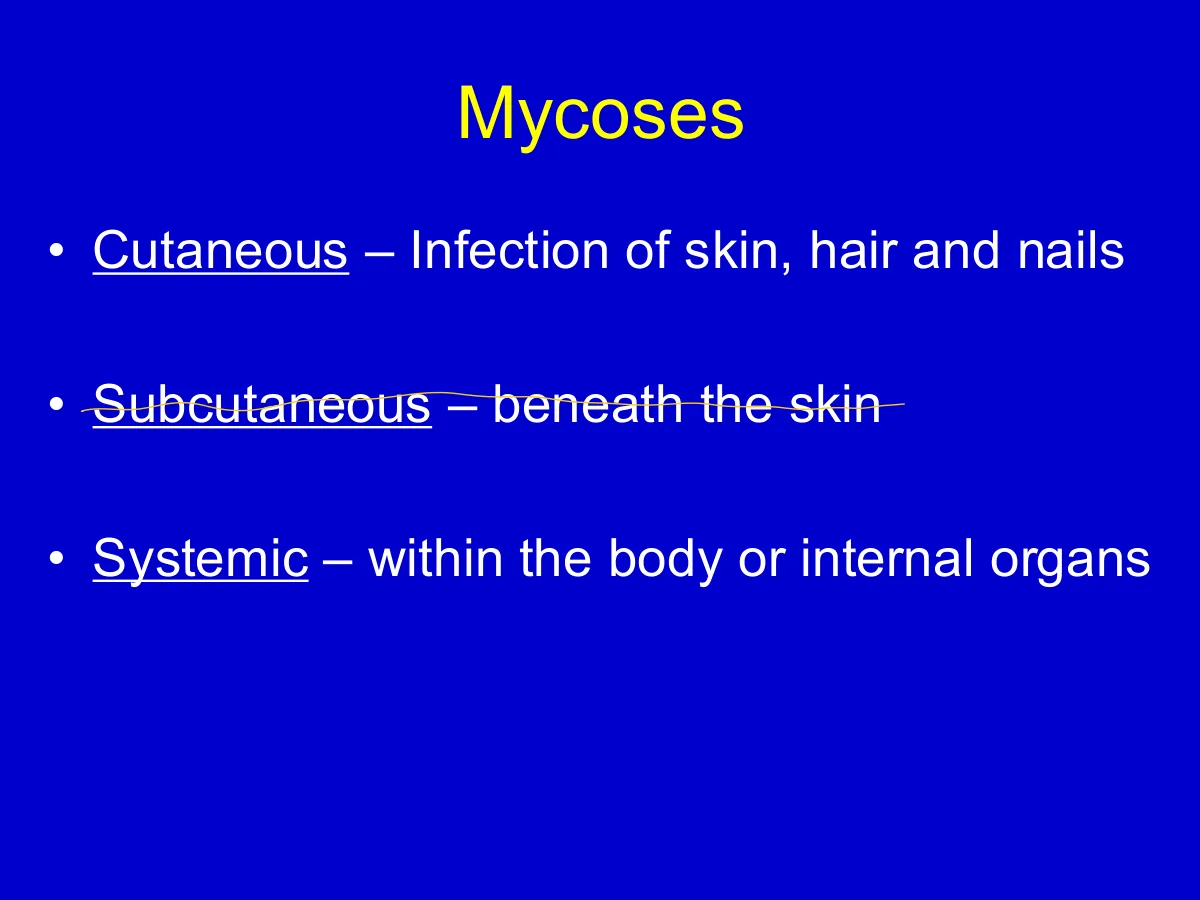 Mycoses
• Cutaneous – Infection of skin, hair and nails
• Subcutaneous – beneath the skin
• Systemic – within the body or internal organs